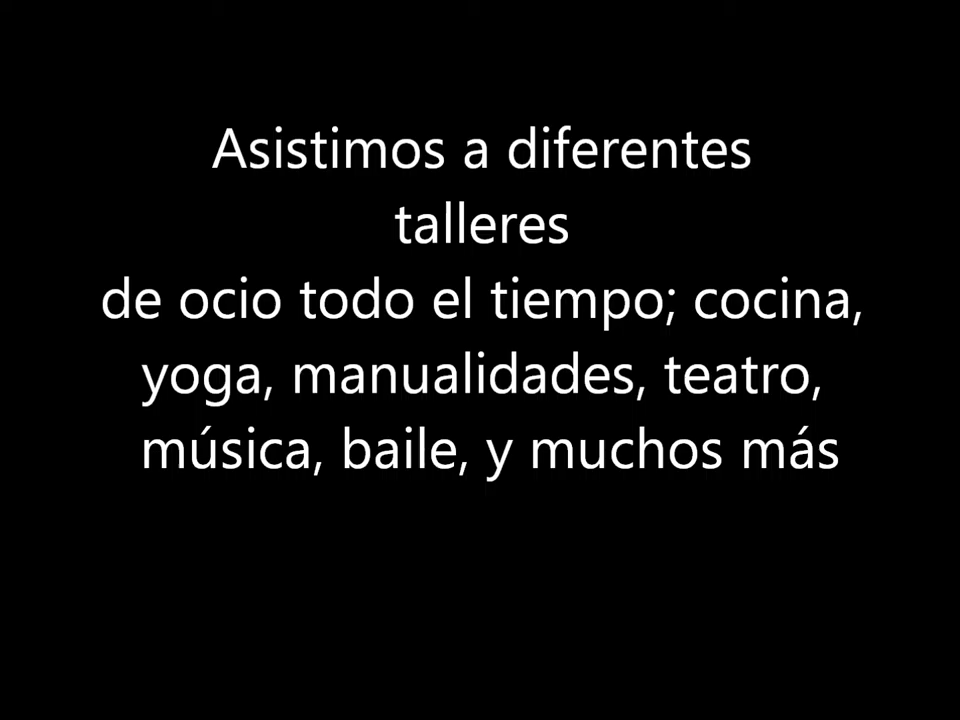 Asistimos a diferentes
talleres
de ocio todo el tiempo; cocina,
yoga, manualidades, teatro,
música, baile, y muchos más